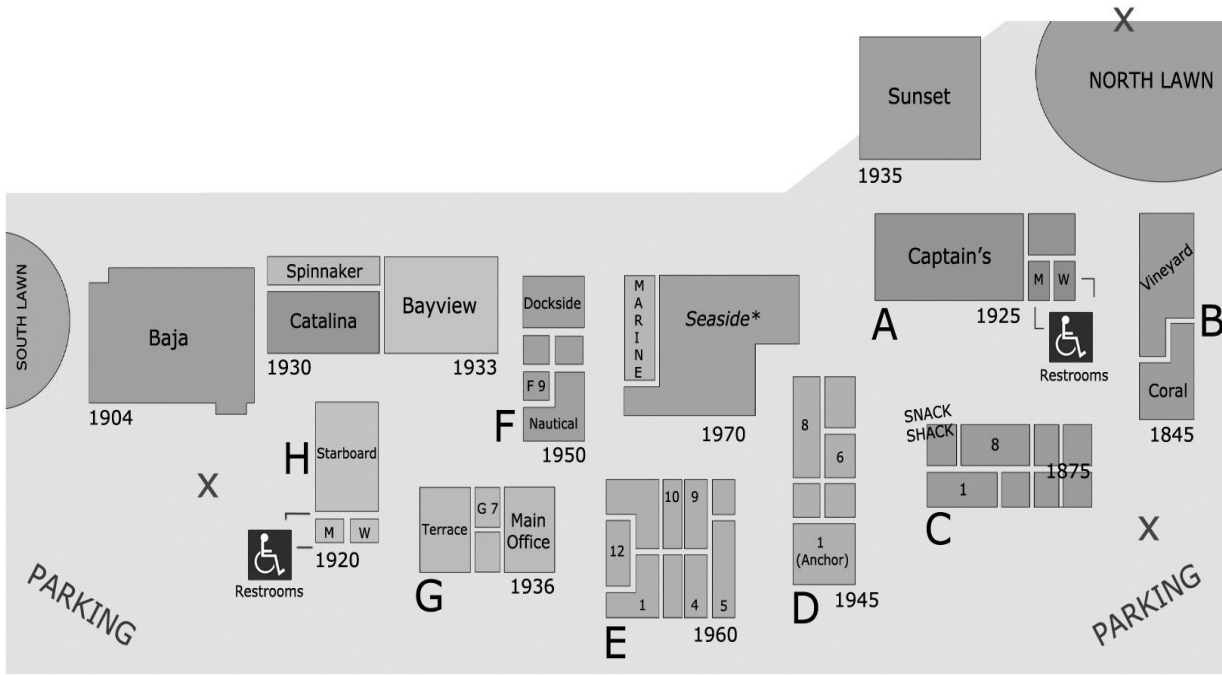 X
NORTH LAWN
Sunset
1935
Captain's
M
W
A
1925
Restrooms
Vineyard
B
Coral
1845
SOUTH LAWN
Baja
1904
Spinnaker
Catalina
1930
Bayview
1933
Dockside
F 9
Nautical
F
1950
MARINE
Seaside*
1970
SNACK
SHACK
8
1875
1
C
8
6
1
(Anchor)
D
1945
H
Starboard
M
W
1920
Restrooms
X
PARKING
Terrace
G 7
Main
Office
G
1936
10
9
12
1
4
5
E
1960
X
PARKING